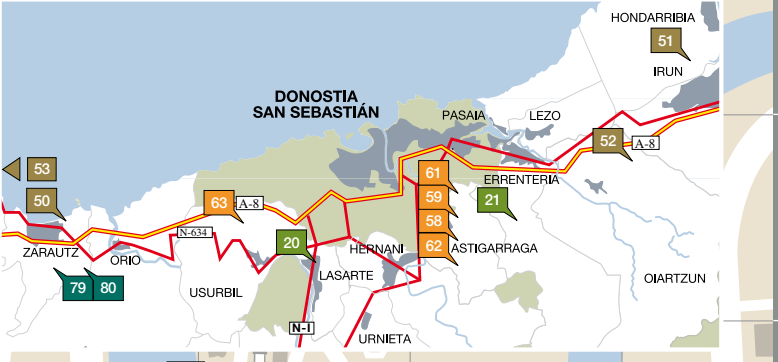 HONDARRIBIA
51
IRUN
DONOSTIA
SAN SEBASTIÁN
PASAIA
LEZO
52
A-8
53
61
ERRENTERIA
50
63
A-8
59
21
N-634
58
20
HERNANI
62
ASTIGARRAGA
ZARAUTZ
ORIO
LASARTE
OIARTZUN
79
80
USURBIL
N-I
URNIETA